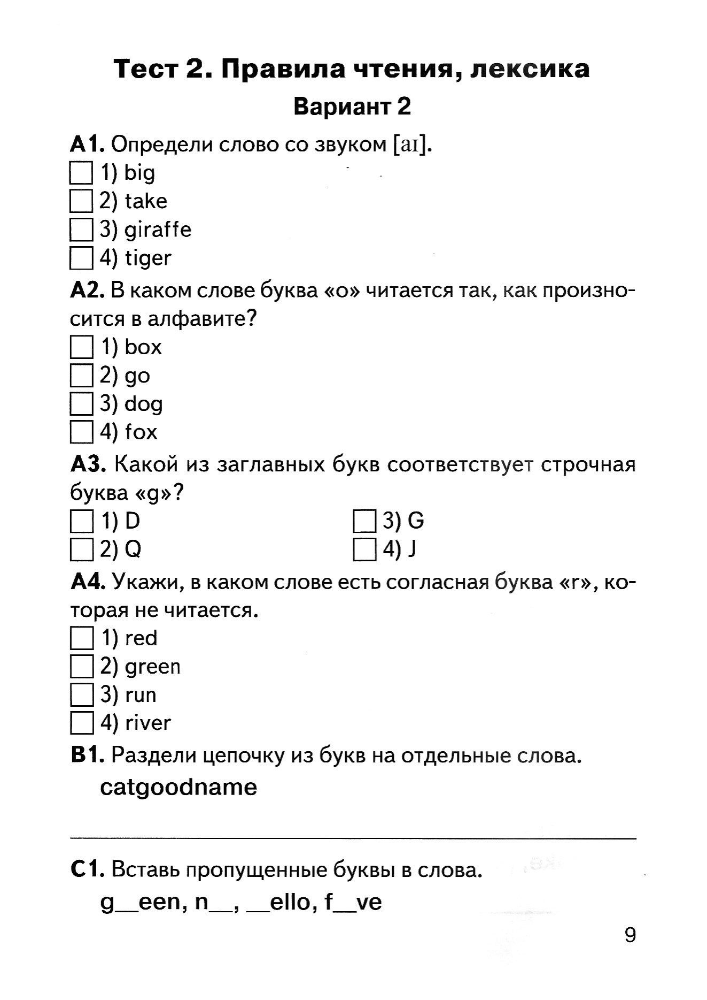 Тест 2. Правила чтения, лексика
Вариант 2
А1. Определи слово со звуком [aɪ].
1) big
2) take
3) giraffe
4) tiger
А2. В каком слове буква «о» читается так, как произно-
сится в алфавите?
1) box
2) go
3) dog
4) fox
А3. Какой из заглавных букв соответствует строчная
буква «g»?
1) D
3) G
2) Q
4) J
А4. Укажи, в каком слове есть согласная буква «r», ко-
торая не читается.
1) red
2) green
3) run
4) river
В1. Раздели цепочку из букв на отдельные слова.
catgoodname
С1. Вставь пропущенные буквы в слова.
g__een, n__, __ello, f__ve
9